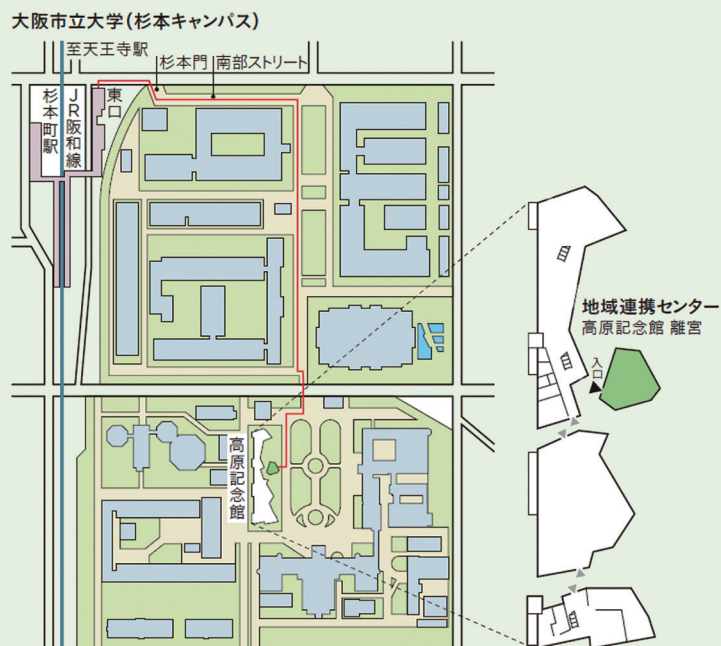 大阪市立大学(杉本キャンパス)
至天王寺駅
杉本門
南部ストリート
東口
JR阪和線
杉本町駅
地域連携センター
高原記念館 離宮
入口
高原記念館